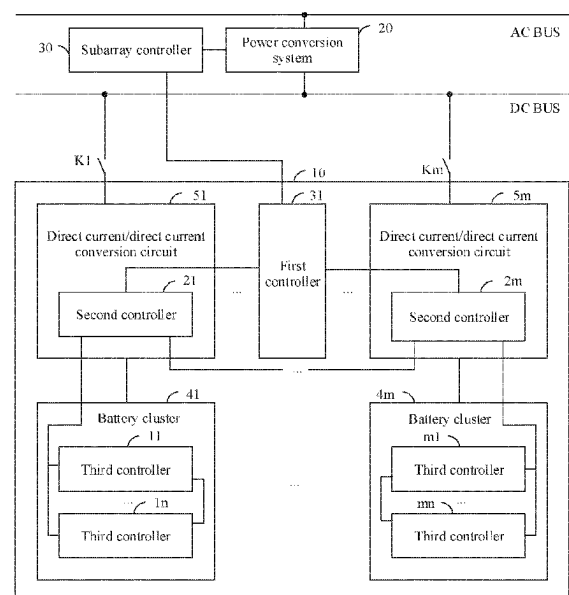 20
AC BUS
30
Subarray controller
Power conversion
system
DC BUS
K1
Km
10
51
31
5m
Direct current/direct current
conversion circuit
First
controller
Direct current/direct current
conversion circuit
21
2m
...
...
Second controller
Second controller
...
41
4m
Battery cluster
Battery cluster
11
m1
Third controller
Third controller
... 1n
mn ...
...
Third controller
Third controller